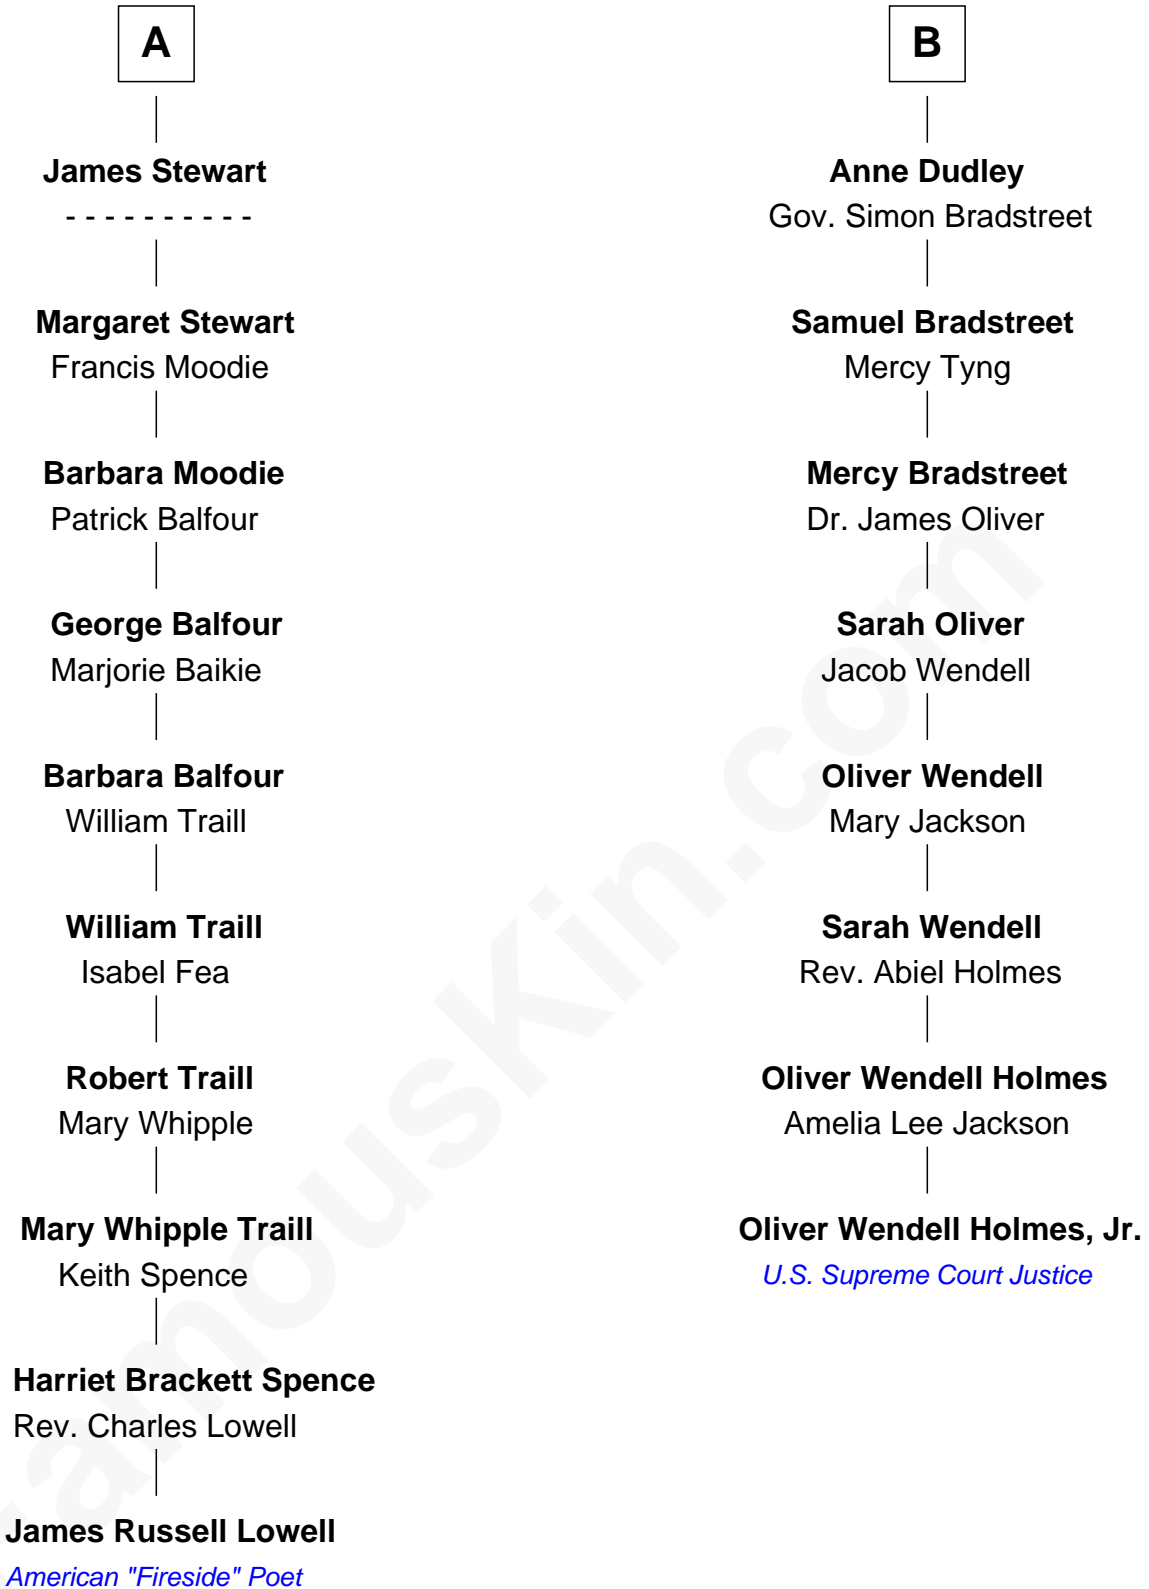 A
James Stewart
- - - - - - - - - -
Margaret Stewart
Francis Moodie
Barbara Moodie
Patrick Balfour
George Balfour
Marjorie Baikie
Barbara Balfour
William Traill
William Traill
Isabel Fea
Robert Traill
Mary Whipple
Mary Whipple Traill
Keith Spence
Harriet Brackett Spence
Rev. Charles Lowell
James Russell Lowell
American "Fireside" Poet
B
Anne Dudley
Gov. Simon Bradstreet
Samuel Bradstreet
Mercy Tyng
Mercy Bradstreet
Dr. James Oliver
Sarah Oliver
Jacob Wendell
Oliver Wendell
Mary Jackson
Sarah Wendell
Rev. Abiel Holmes
Oliver Wendell Holmes
Amelia Lee Jackson
Oliver Wendell Holmes, Jr.
U.S. Supreme Court Justice
famouskin.com